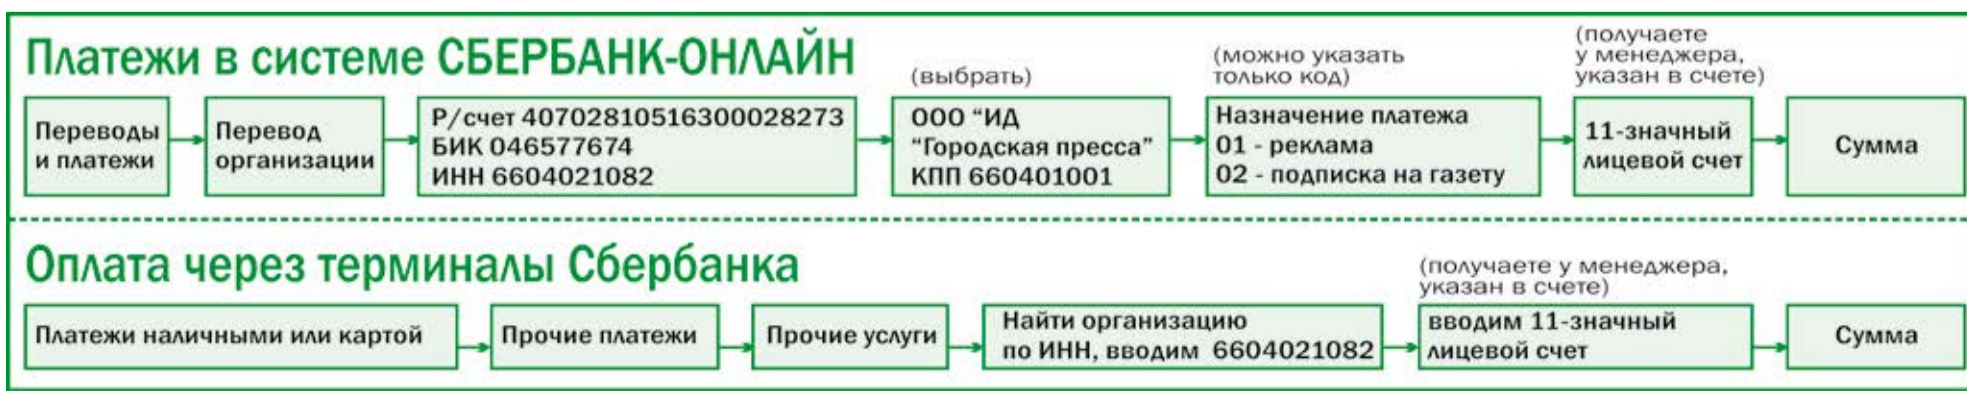 Платежи в системе СБЕРБАНК-ОНЛАЙН
Переводы
и платежи
Перевод
организации
Р/счет 40702810516300028273
БИК 046577674
ИНН 6604021082
(выбрать)
ООО “ИД
“Городская пресса”
КПП 660401001
(можно указать
только код)
Назначение платежа
01 - реклама
02 - подписка на газету
(получаете
у менеджера,
указан в счете)
11-значный
лицевой счет
Сумма
Оплата через терминалы Сбербанка
Платежи наличными или картой
Прочие платежи
Прочие услуги
Найти организацию
по ИНН, вводим 6604021082
(получаете у менеджера,
указан в счете)
вводим 11-значный
лицевой счет
Сумма